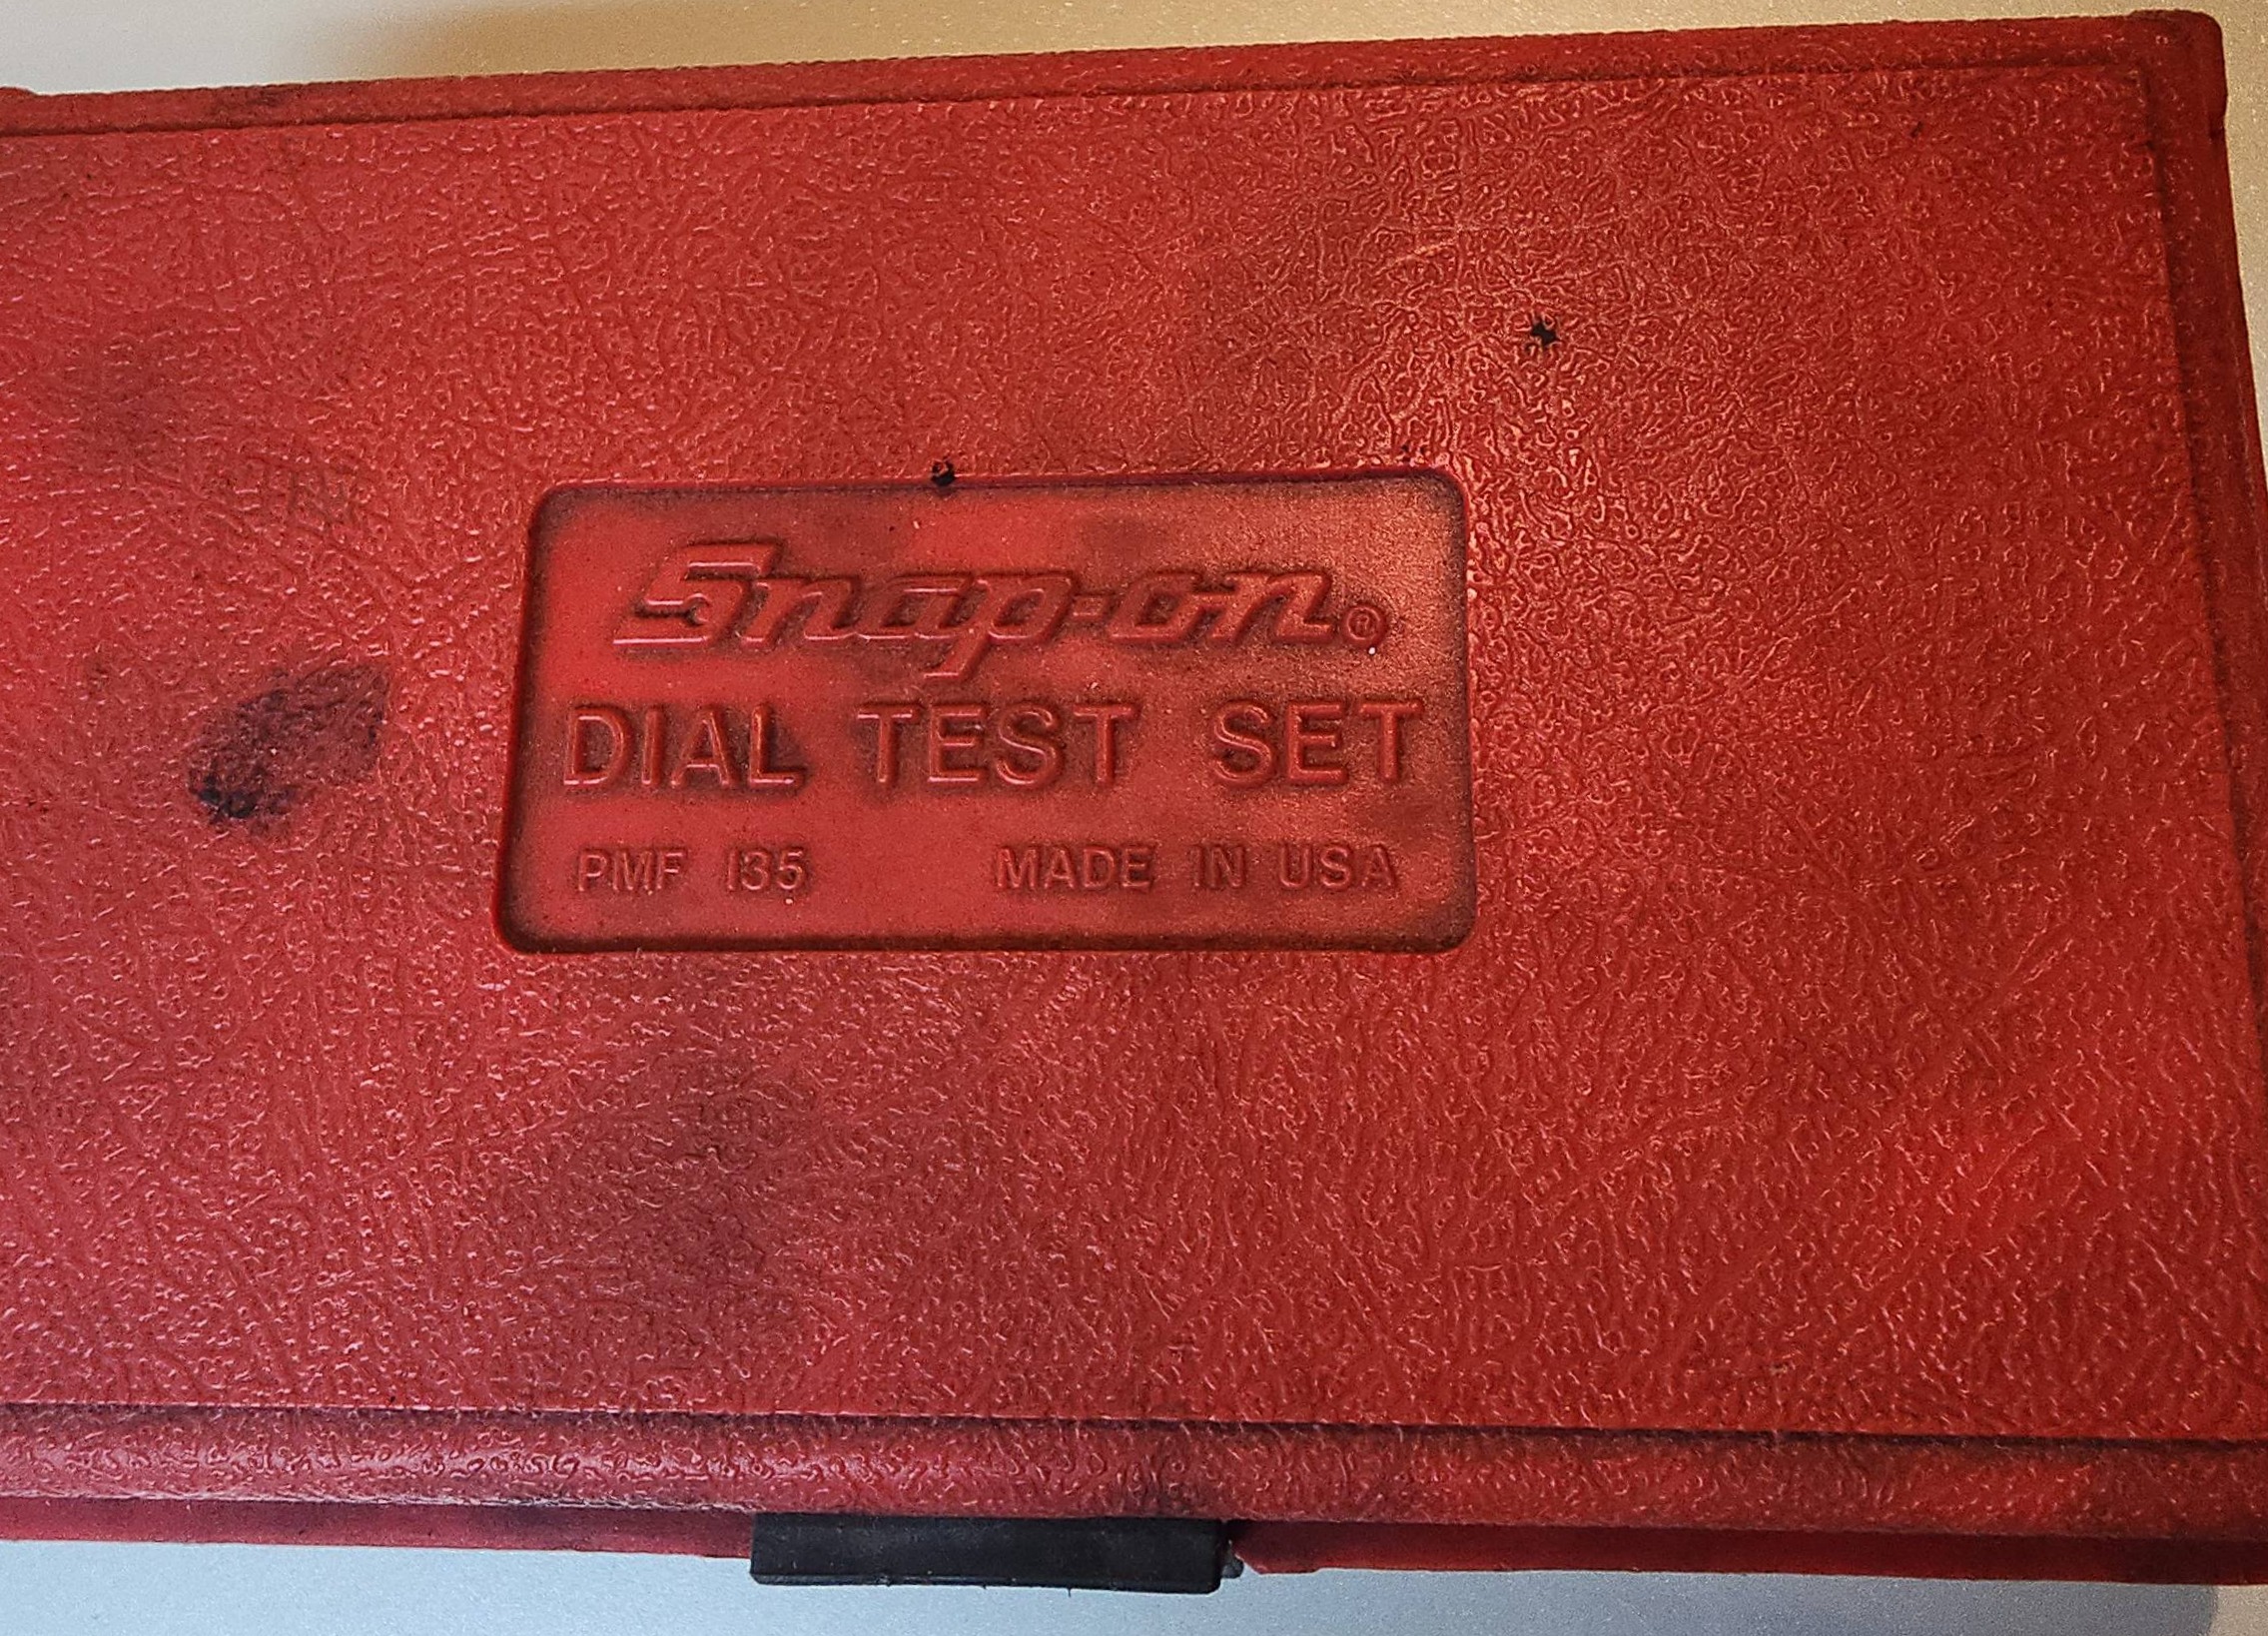 Snap-on®
DIAL TEST SET
PMF 135 MADE IN USA